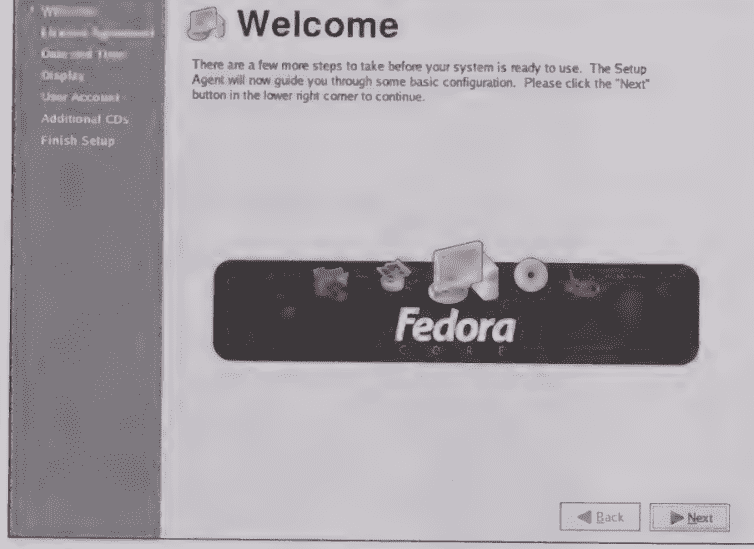 Welcome
License Agreement
Date and Time
Display
User Account
Additional CDs
Finish Setup
Welcome
There are a few more steps to take before your system is ready to use. The Setup
Agent will now guide you through some basic configuration. Please click the "Next"
button in the lower right corner to continue.
Fedora
CORE
Back
Next